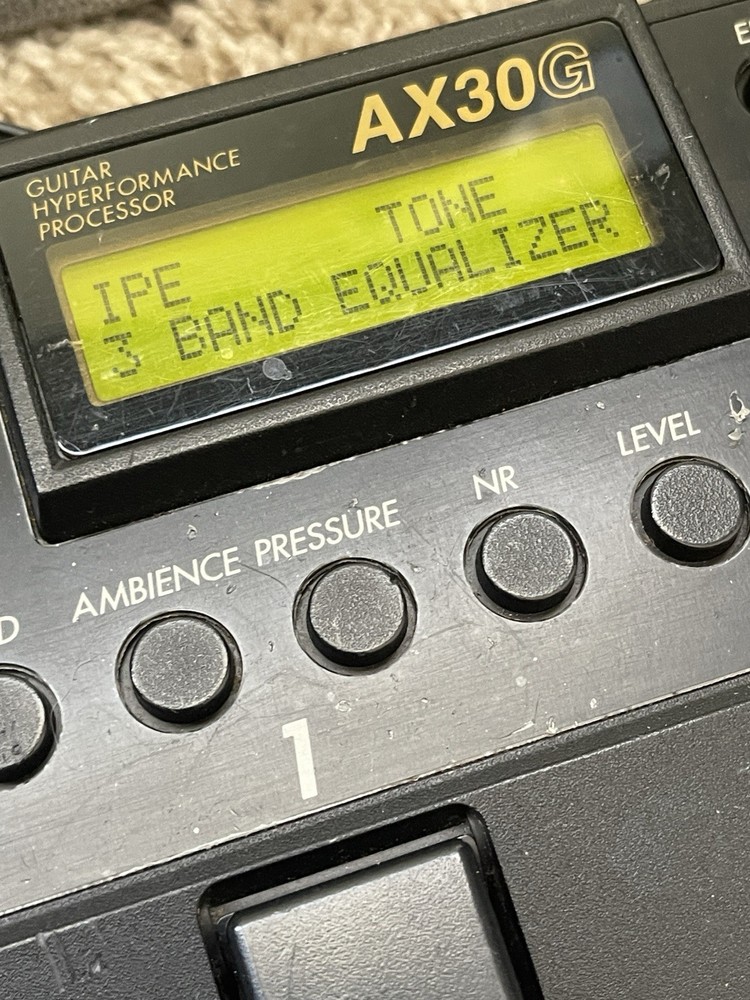 AX30G
GUITAR
HYPERFORMANCE
PROCESSOR
IPE TONE
3 BAND EQUALIZER
D AMBIENCE PRESSURE NR LEVEL
1